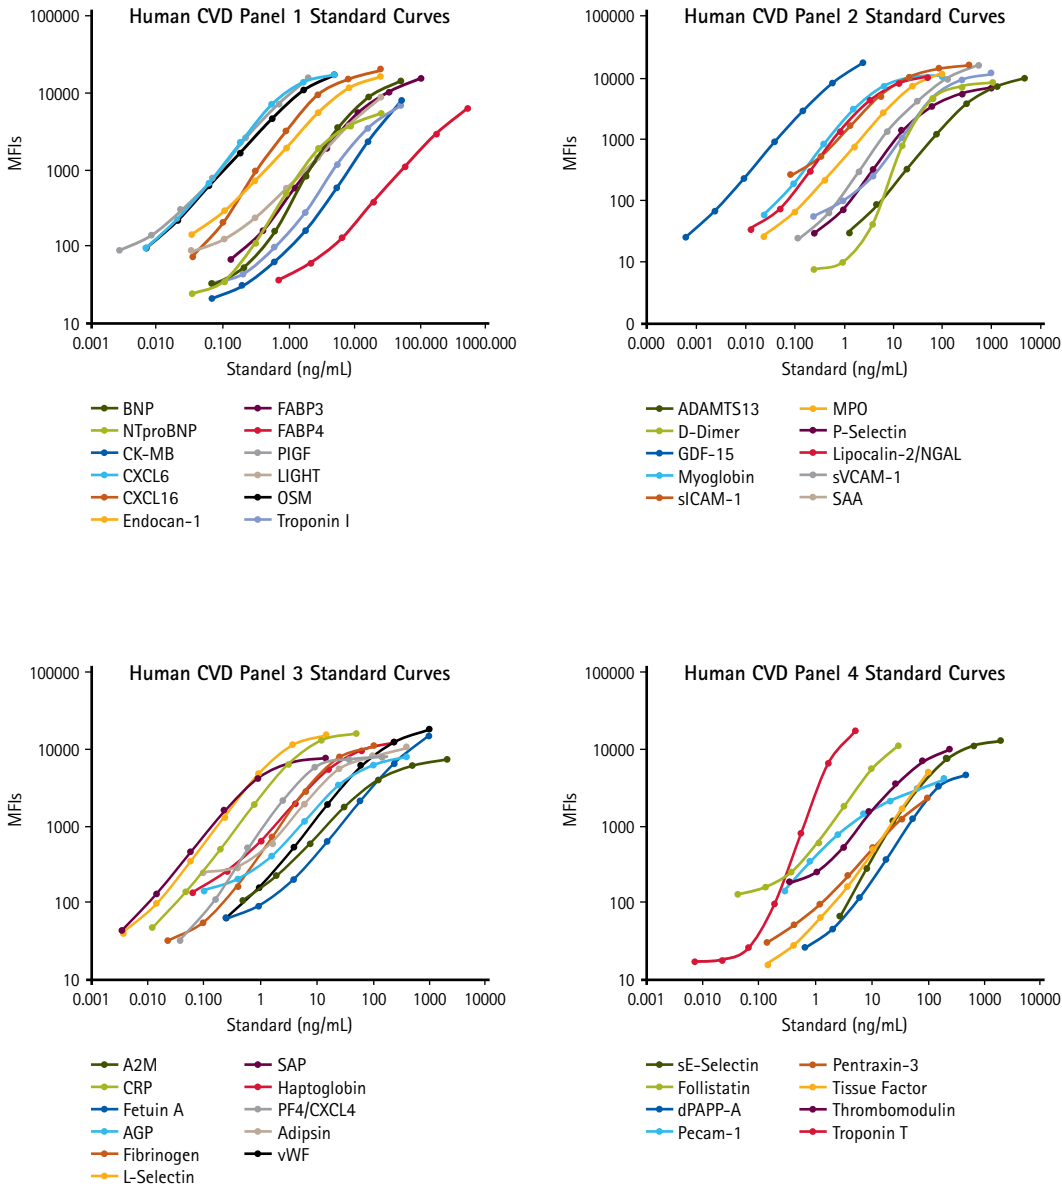 Human CVD Panel 1 Standard Curves
100000
10000
1000
100
10
MFIs
0.001 0.010 0.100 1.000 10.000 100.000 1000.000
Standard (ng/mL)
BNP
NTproBNP
CK-MB
CXCL6
CXCL16
Endocan-1
FABP3
FABP4
PIGF
LIGHT
OSM
Troponin I
Human CVD Panel 2 Standard Curves
100000
10000
1000
100
10
0
MFIs
0.000 0.001 0.010 0.100 1 10 100 1000 10000
Standard (ng/mL)
ADAMTS13
D-Dimer
GDF-15
Myoglobin
sICAM-1
MPO
P-Selectin
Lipocalin-2/NGAL
sVCAM-1
SAA
Human CVD Panel 3 Standard Curves
100000
10000
1000
100
10
MFIs
0.001 0.010 0.100 1 10 100 1000 10000
Standard (ng/mL)
A2M
CRP
Fetuin A
AGP
Fibrinogen
L-Selectin
SAP
Haptoglobin
PF4/CXCL4
Adipsin
vWF
Human CVD Panel 4 Standard Curves
100000
10000
1000
100
10
MFIs
0.001 0.010 0.100 1 10 100 1000 10000
Standard (ng/mL)
sE-Selectin
Follistatin
dPAPP-A
Pecam-1
Pentraxin-3
Tissue Factor
Thrombomodulin
Troponin T